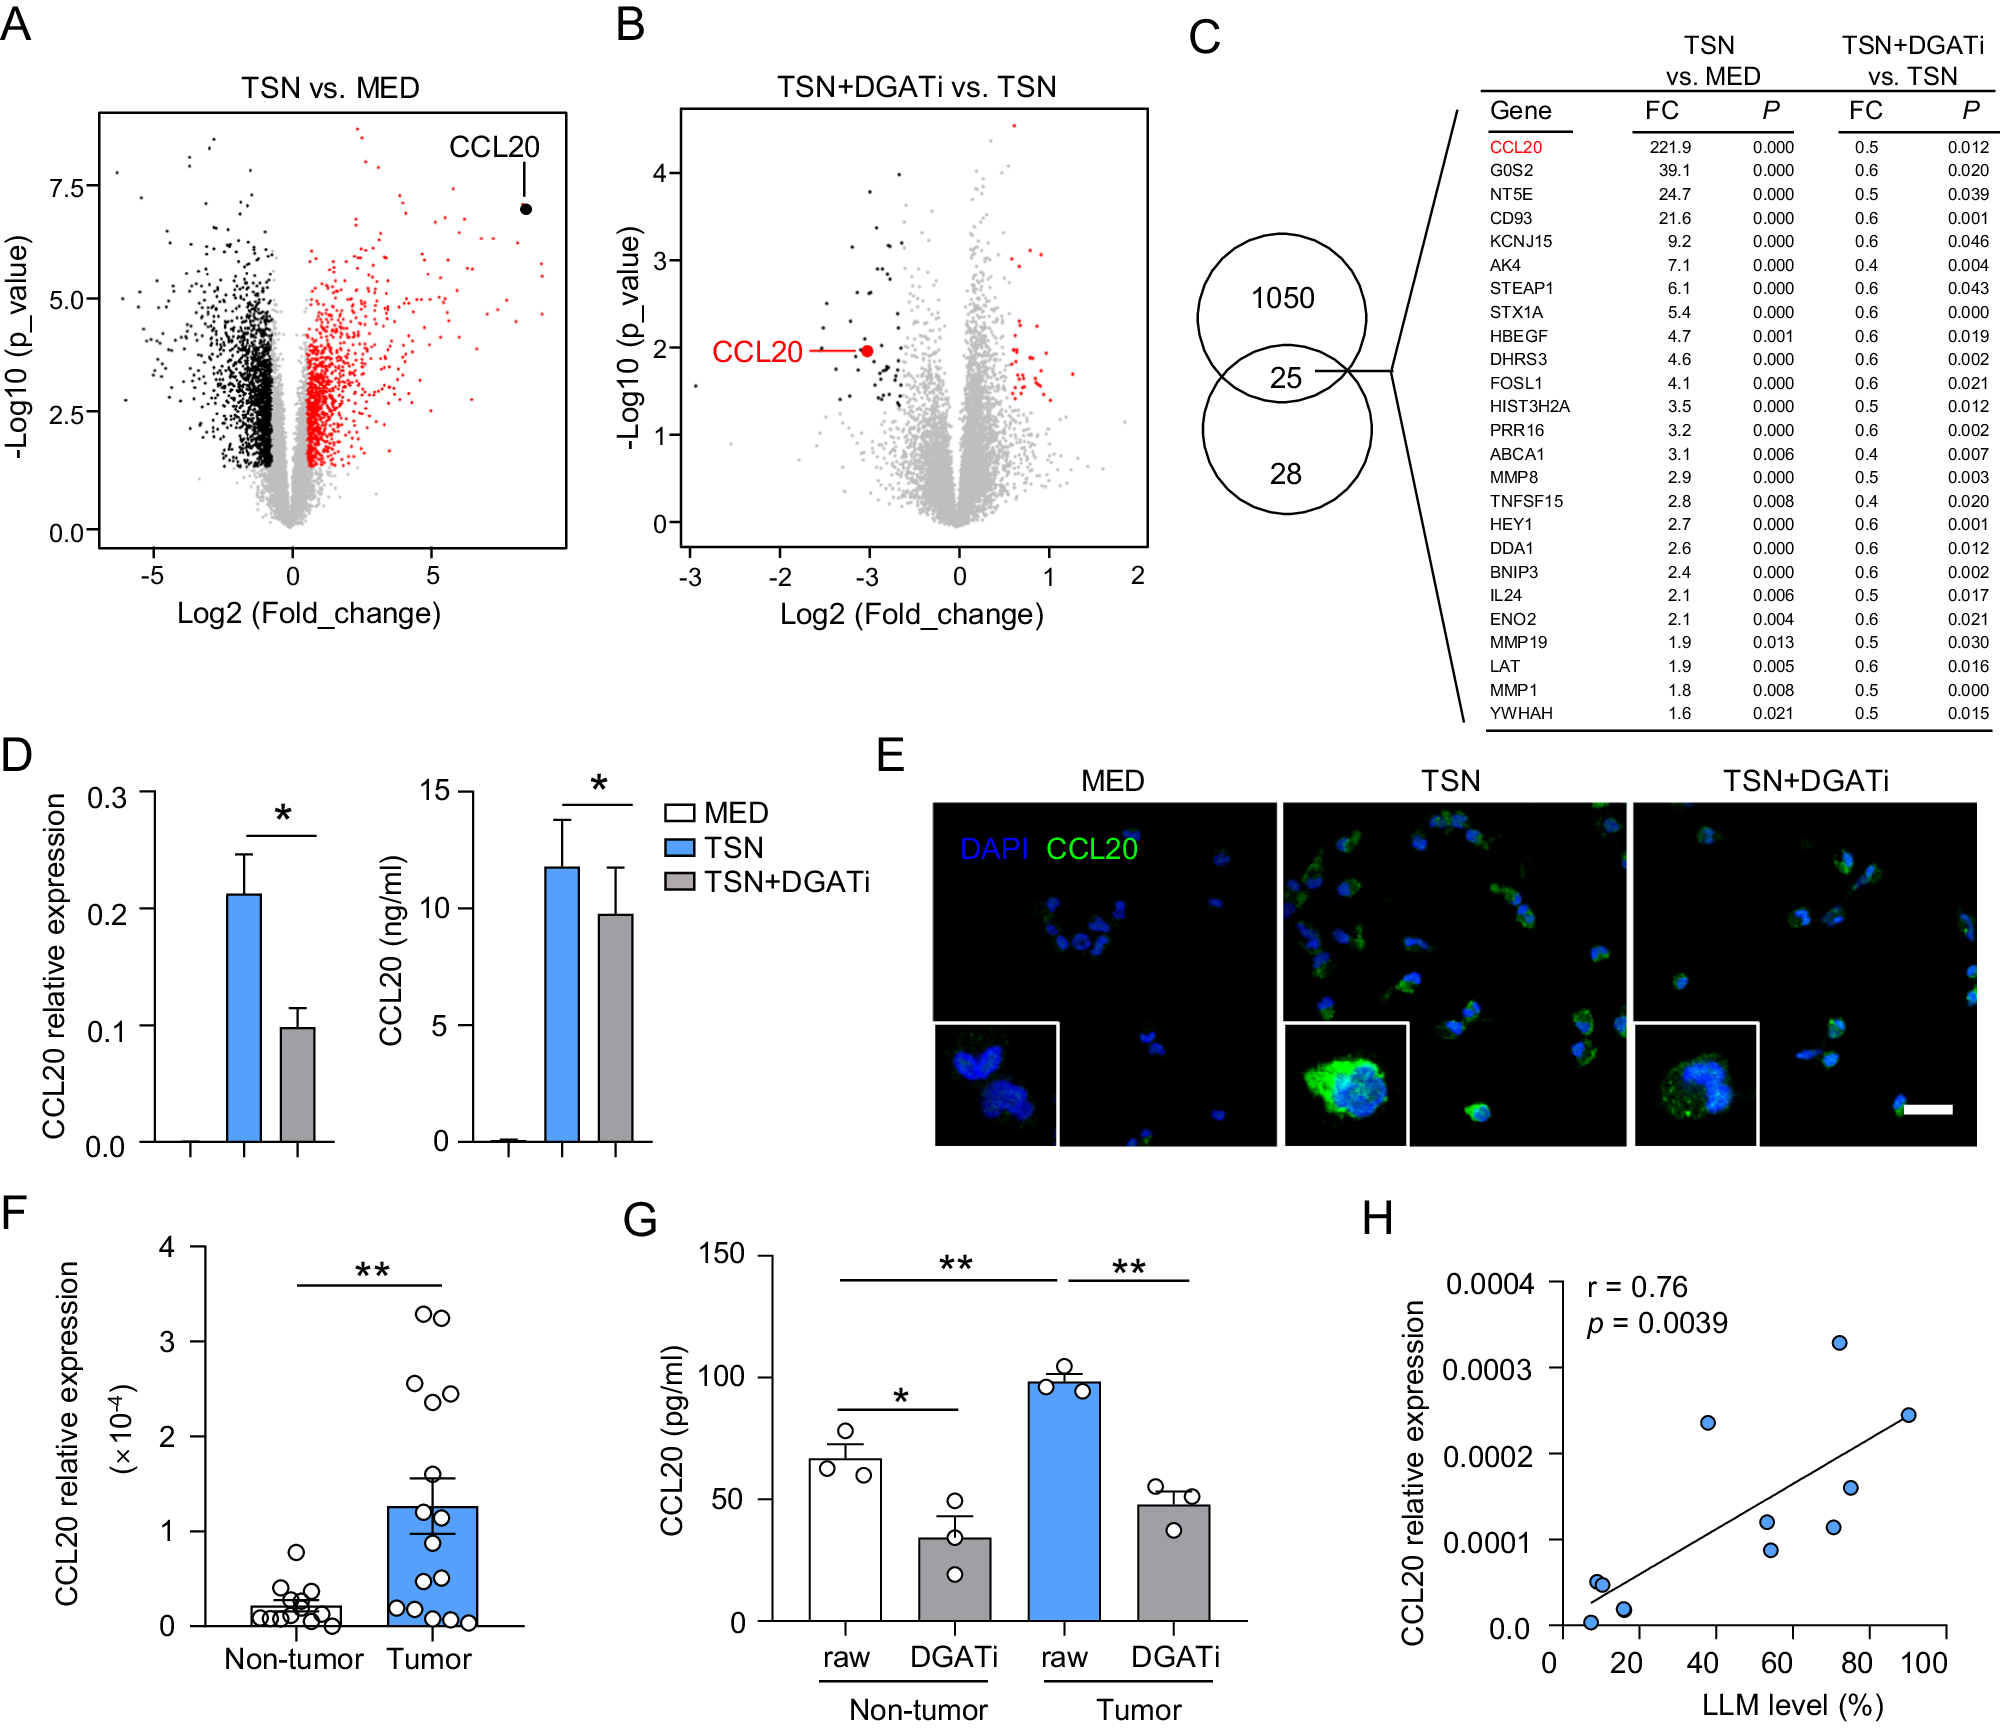 A
TSN vs. MED
CCL20
7.5
5.0
2.5
0.0
-Log10 (p_value)
-5 0 5
Log2 (Fold_change)
B
TSN+DGATi vs. TSN
CCL20
4
3
2
1
0
-Log10 (p_value)
-3 -2 -3 0 1 2
Log2 (Fold_change)
C
1050
25
28
TSN vs. MED
TSN+DGATi vs. TSN
Gene FC P FC P
CCL20 221.9 0.000 0.5 0.012
G0S2 39.1 0.000 0.6 0.020
NT5E 24.7 0.000 0.5 0.039
CD93 21.6 0.000 0.6 0.001
KCNJ15 9.2 0.000 0.6 0.046
AK4 7.1 0.000 0.4 0.004
STEAP1 6.1 0.000 0.6 0.043
STX1A 5.4 0.000 0.6 0.000
HBEGF 4.7 0.001 0.6 0.019
DHRS3 4.6 0.000 0.6 0.002
FOSL1 4.1 0.000 0.6 0.021
HIST3H2A 3.5 0.000 0.5 0.012
PRR16 3.2 0.000 0.6 0.002
ABCA1 3.1 0.006 0.4 0.007
MMP8 2.9 0.000 0.5 0.003
TNFSF15 2.8 0.008 0.4 0.020
HEY1 2.7 0.000 0.6 0.001
DDA1 2.6 0.000 0.6 0.012
BNIP3 2.4 0.000 0.6 0.002
IL24 2.1 0.006 0.5 0.017
ENO2 2.1 0.004 0.6 0.021
MMP19 1.9 0.013 0.5 0.030
LAT 1.9 0.005 0.6 0.016
MMP1 1.8 0.008 0.5 0.000
YWHAH 1.6 0.021 0.5 0.015
D
CCL20 relative expression
0.3
0.2
0.1
0.0
*
CCL20 (ng/ml)
15
10
5
0
*
MED
TSN
TSN+DGATi
E
MED TSN TSN+DGATi
DAPI CCL20
F
CCL20 relative expression
(×10-4)
4
3
2
1
0
**
Non-tumor Tumor
G
CCL20 (pg/ml)
150
100
50
0
** **
*
raw DGATi raw DGATi
Non-tumor Tumor
H
CCL20 relative expression
0.0004
0.0003
0.0002
0.0001
0.0
r = 0.76
p = 0.0039
0 20 40 60 80 100
LLM level (%)